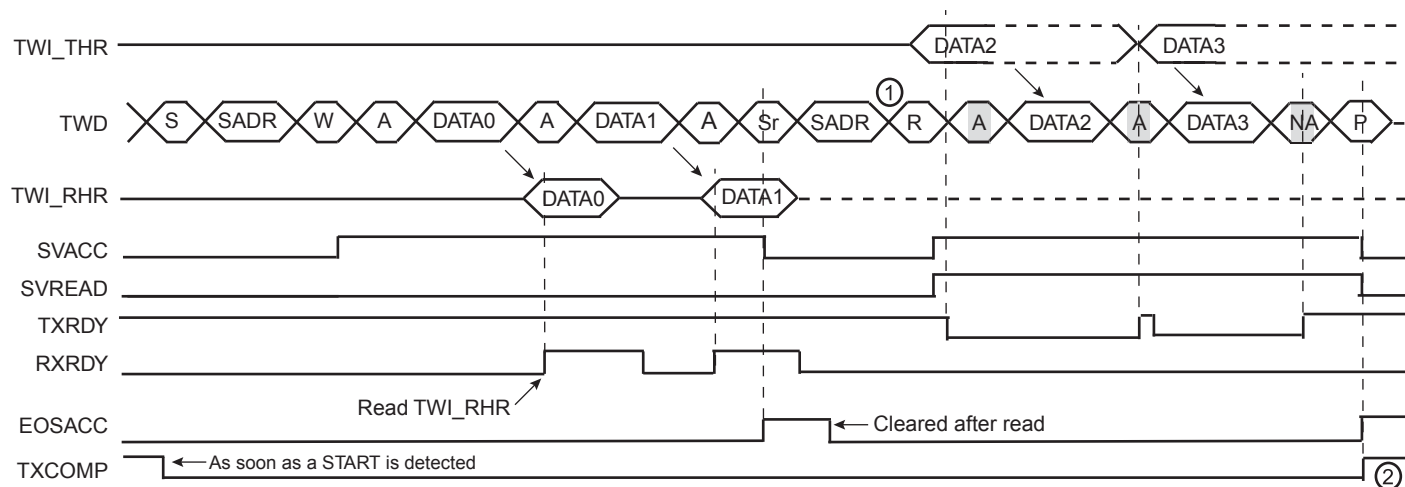 TWI_THR DATA2 DATA3
1
TWD S SADR W A DATA0 A DATA1 A Sr SADR R A DATA2 A DATA3 NA P
TWI_RHR DATA0 DATA1
SVACC
SVREAD
TXRDY
RXRDY
Read TWI_RHR
EOSACC Cleared after read
TXCOMP As soon as a START is detected 2